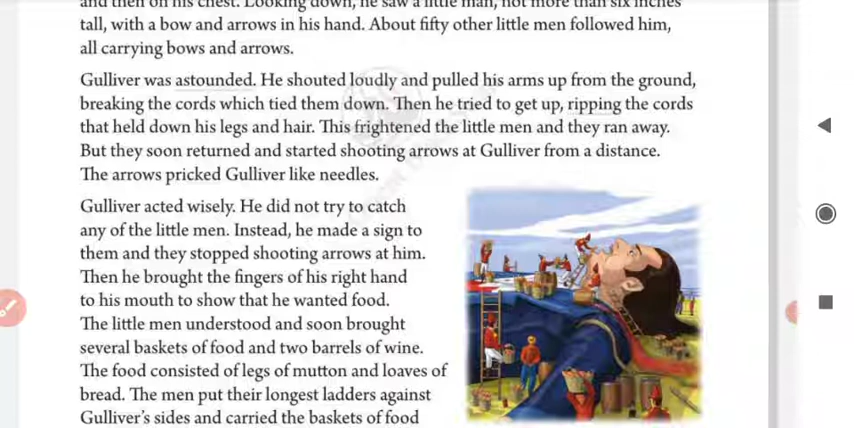 and then on his chest. Looking down, he saw a little man, not more than six inches
tall, with a bow and arrows in his hand. About fifty other little men followed him,
all carrying bows and arrows.
Gulliver was astounded. He shouted loudly and pulled his arms up from the ground,
breaking the cords which tied them down. Then he tried to get up, ripping the cords
that held down his legs and hair. This frightened the little men and they ran away.
But they soon returned and started shooting arrows at Gulliver from a distance.
The arrows pricked Gulliver like needles.
Gulliver acted wisely. He did not try to catch
any of the little men. Instead, he made a sign to
them and they stopped shooting arrows at him.
Then he brought the fingers of his right hand
to his mouth to show that he wanted food.
The little men understood and soon brought
several baskets of food and two barrels of wine.
The food consisted of legs of mutton and loaves of
bread. The men put their longest ladders against
Gulliver's sides and carried the baskets of food